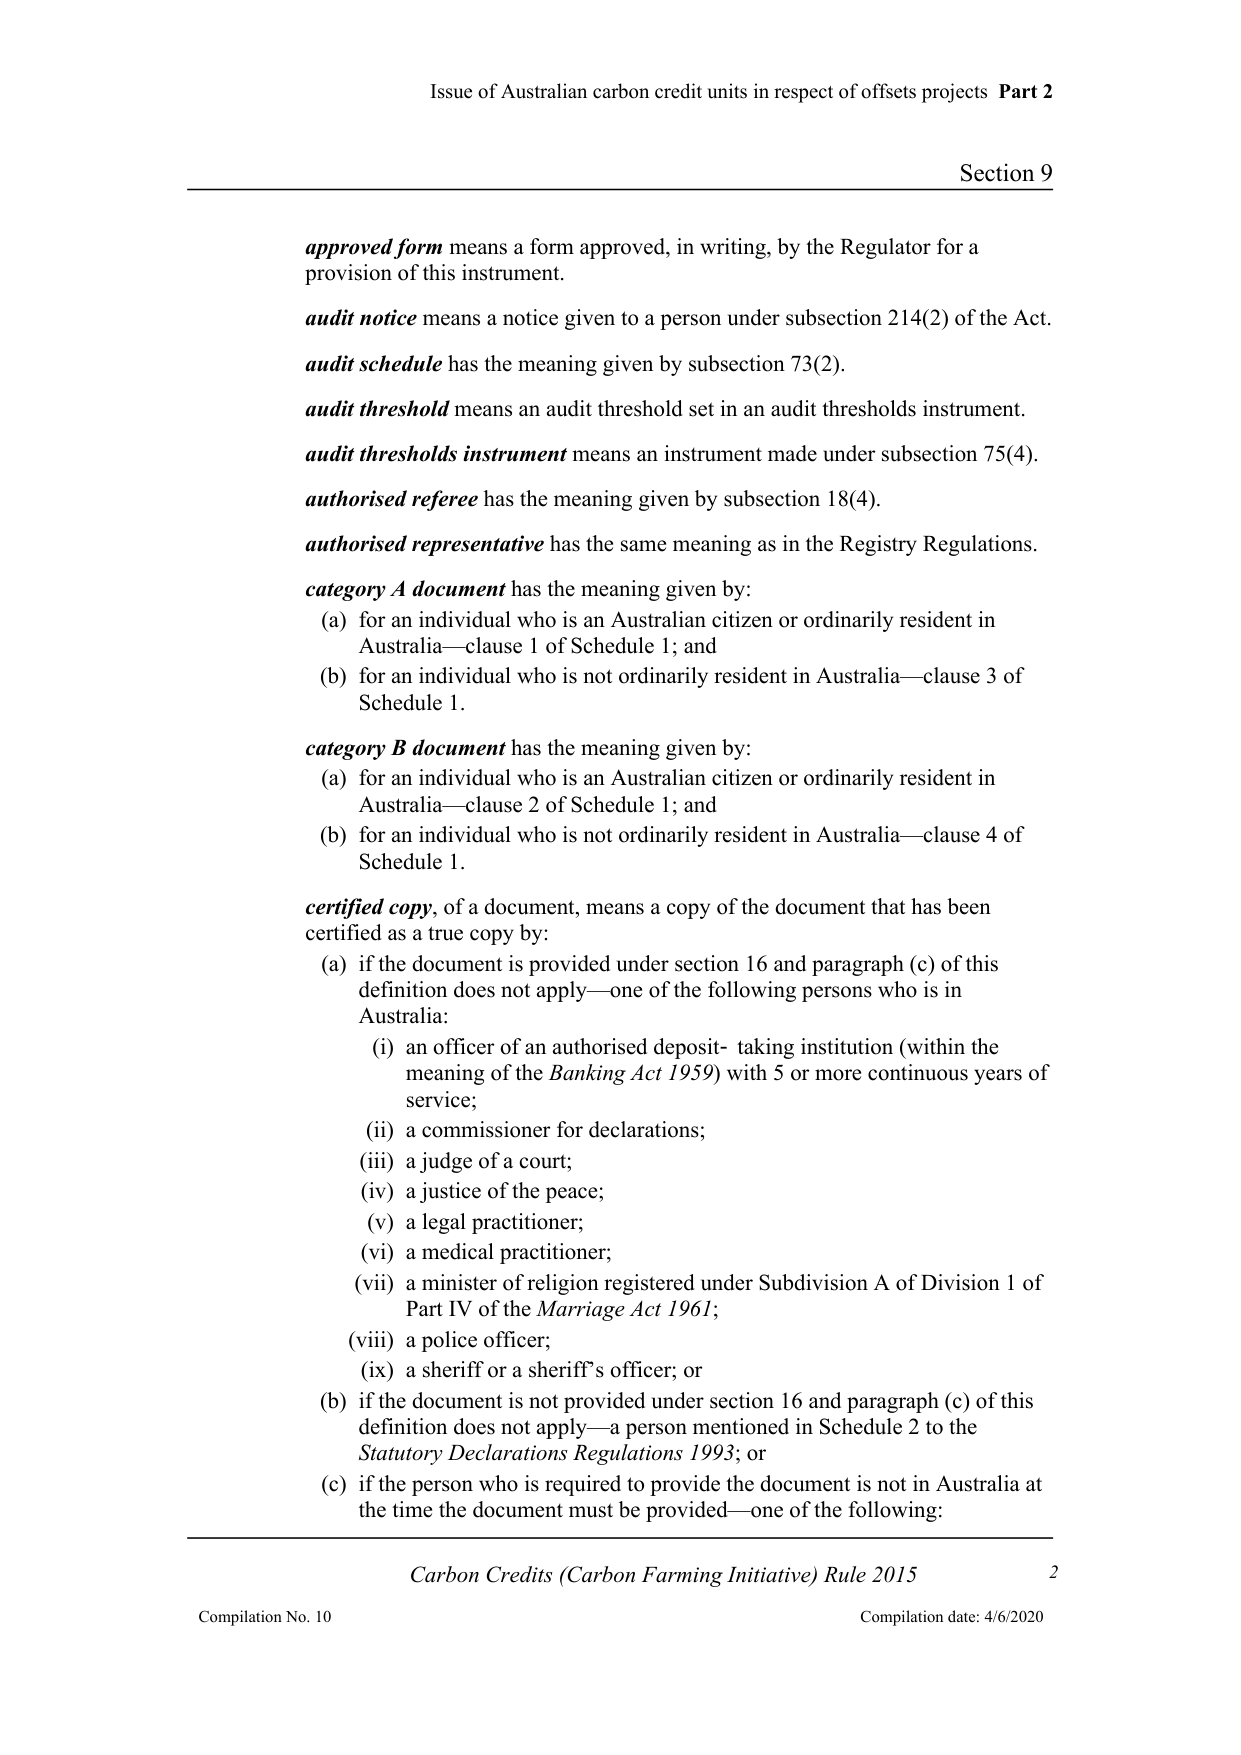 Issue of Australian carbon credit units in respect of offsets projects Part 2
Section 9
approved form means a form approved, in writing, by the Regulator for a
provision of this instrument.
audit notice means a notice given to a person under subsection 214(2) of the Act.
audit schedule has the meaning given by subsection 73(2).
audit threshold means an audit threshold set in an audit thresholds instrument.
audit thresholds instrument means an instrument made under subsection 75(4).
authorised referee has the meaning given by subsection 18(4).
authorised representative has the same meaning as in the Registry Regulations.
category A document has the meaning given by:
(a) for an individual who is an Australian citizen or ordinarily resident in
Australia—clause 1 of Schedule 1; and
(b) for an individual who is not ordinarily resident in Australia—clause 3 of
Schedule 1.
category B document has the meaning given by:
(a) for an individual who is an Australian citizen or ordinarily resident in
Australia—clause 2 of Schedule 1; and
(b) for an individual who is not ordinarily resident in Australia—clause 4 of
Schedule 1.
certified copy, of a document, means a copy of the document that has been
certified as a true copy by:
(a) if the document is provided under section 16 and paragraph (c) of this
definition does not apply—one of the following persons who is in
Australia:
(i) an officer of an authorised deposit- taking institution (within the
meaning of the Banking Act 1959) with 5 or more continuous years of
service;
(ii) a commissioner for declarations;
(iii) a judge of a court;
(iv) a justice of the peace;
(v) a legal practitioner;
(vi) a medical practitioner;
(vii) a minister of religion registered under Subdivision A of Division 1 of
Part IV of the Marriage Act 1961;
(viii) a police officer;
(ix) a sheriff or a sheriff's officer; or
(b) if the document is not provided under section 16 and paragraph (c) of this
definition does not apply—a person mentioned in Schedule 2 to the
Statutory Declarations Regulations 1993; or
(c) if the person who is required to provide the document is not in Australia at
the time the document must be provided—one of the following:
Carbon Credits (Carbon Farming Initiative) Rule 2015 2
Compilation No. 10 Compilation date: 4/6/2020